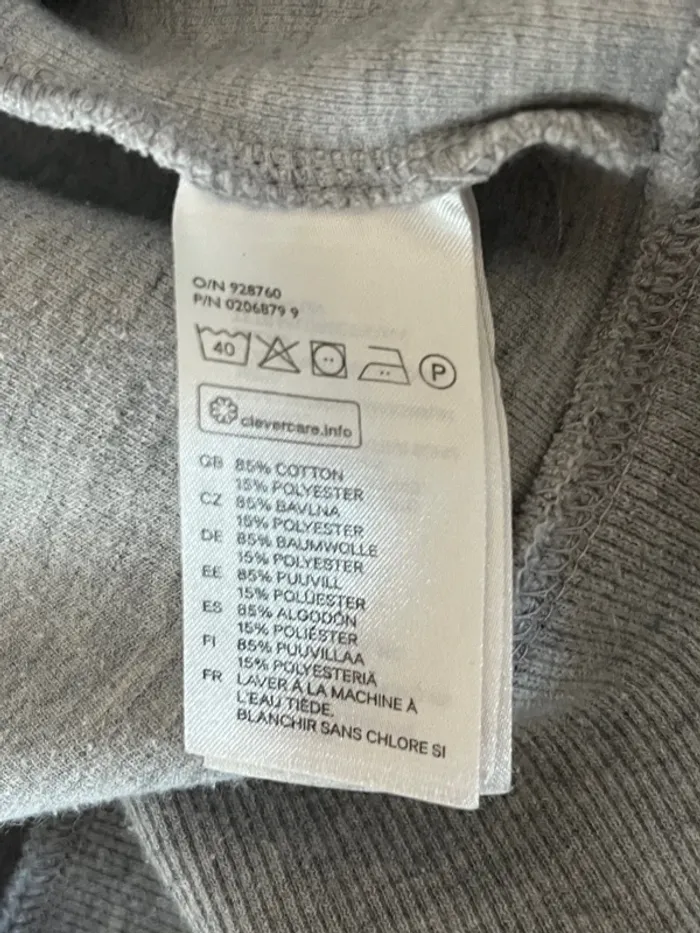 O/N 928760
P/N 0206879 9
40 P
clevercare.info
GB 85% COTTON
15% POLYESTER
CZ 85% BAVLNA
15% POLYESTER
DE 85% BAUMWOLLE
15% POLYESTER
EE 85% PUUVILL
15% POLÜESTER
ES 85% ALGODÓN
15% POLIÉSTER
FI 85% PUUVILLAA
15% POLYESTERIÄ
FR LAVER À LA MACHINE À
L'EAU TIÈDE.
BLANCHIR SANS CHLORE SI